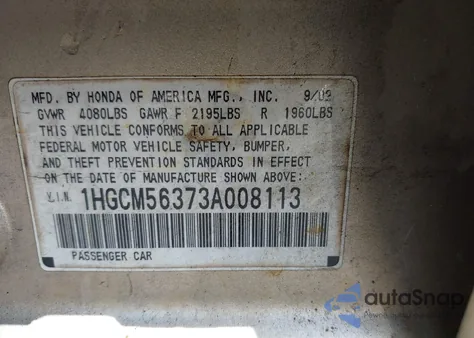 MFD. BY HONDA OF AMERICA MFG., INC. 9/02
GVWR 4080LBS GAWR F 2195LBS R 1960LBS
THIS VEHICLE CONFORMS TO ALL APPLICABLE
FEDERAL MOTOR VEHICLE SAFETY, BUMPER,
AND THEFT PREVENTION STANDARDS IN EFFECT
ON THE DATE OF MANUFACTURE SHOWN ABOVE:
V.I.N. 1HGCM56373A008113
PASSENGER CAR
autoSnap